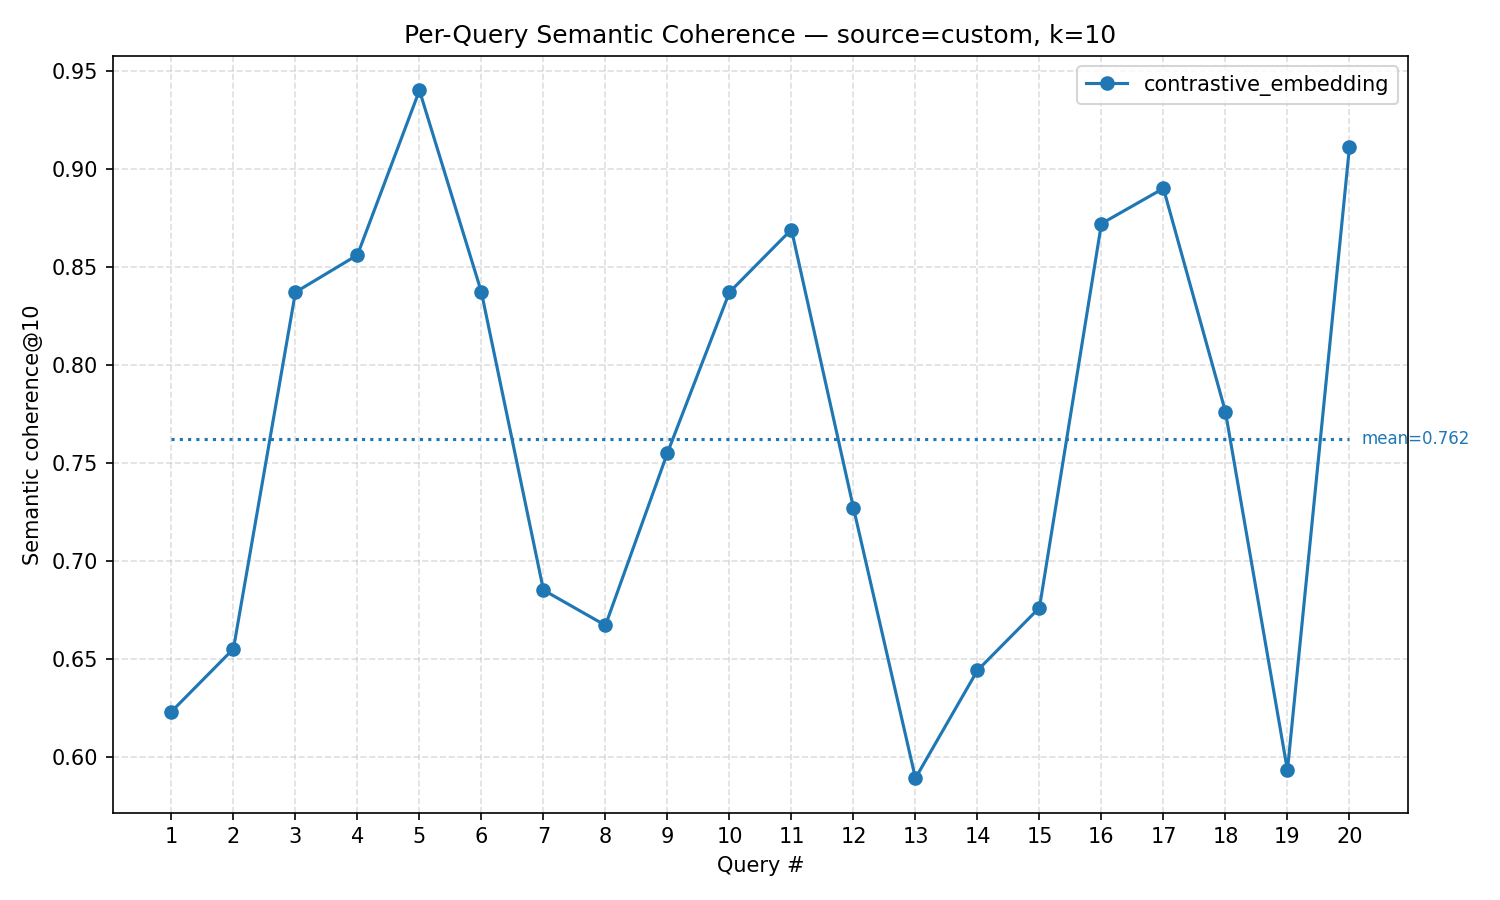 Per-Query Semantic Coherence — source=custom, k=10
contrastive_embedding
Semantic coherence@10
0.95
0.90
0.85
0.80
0.75
0.70
0.65
0.60
mean=0.762
1 2 3 4 5 6 7 8 9 10 11 12 13 14 15 16 17 18 19 20
Query #